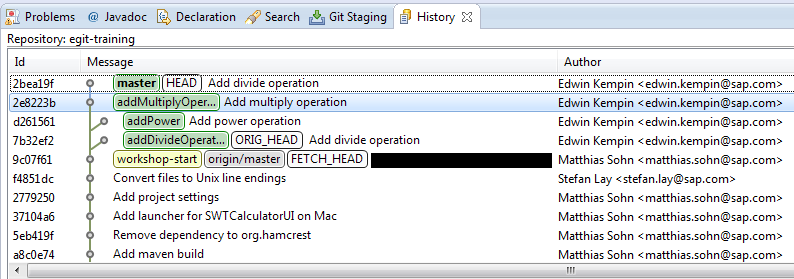 Problems @ Javadoc Declaration Search Git Staging History
Repository: egit-training
Id Message Author
2bea19f master HEAD Add divide operation Edwin Kempin <edwin.kempin@sap.com>
2e8223b addMultiplyOper... Add multiply operation Edwin Kempin <edwin.kempin@sap.com>
d261561 addPower Add power operation Edwin Kempin <edwin.kempin@sap.com>
7b32ef2 addDivideOperat... ORIG_HEAD Add divide operation Edwin Kempin <edwin.kempin@sap.com>
9c07f61 workshop-start origin/master FETCH_HEAD Matthias Sohn <matthias.sohn@sap.com>
f4851dc Convert files to Unix line endings Stefan Lay <stefan.lay@sap.com>
2779250 Add project settings Matthias Sohn <matthias.sohn@sap.com>
37104a6 Add launcher for SWTCalculatorUI on Mac Matthias Sohn <matthias.sohn@sap.com>
5eb419f Remove dependency to org.hamcrest Matthias Sohn <matthias.sohn@sap.com>
a8c0e74 Add maven build Matthias Sohn <matthias.sohn@sap.com>